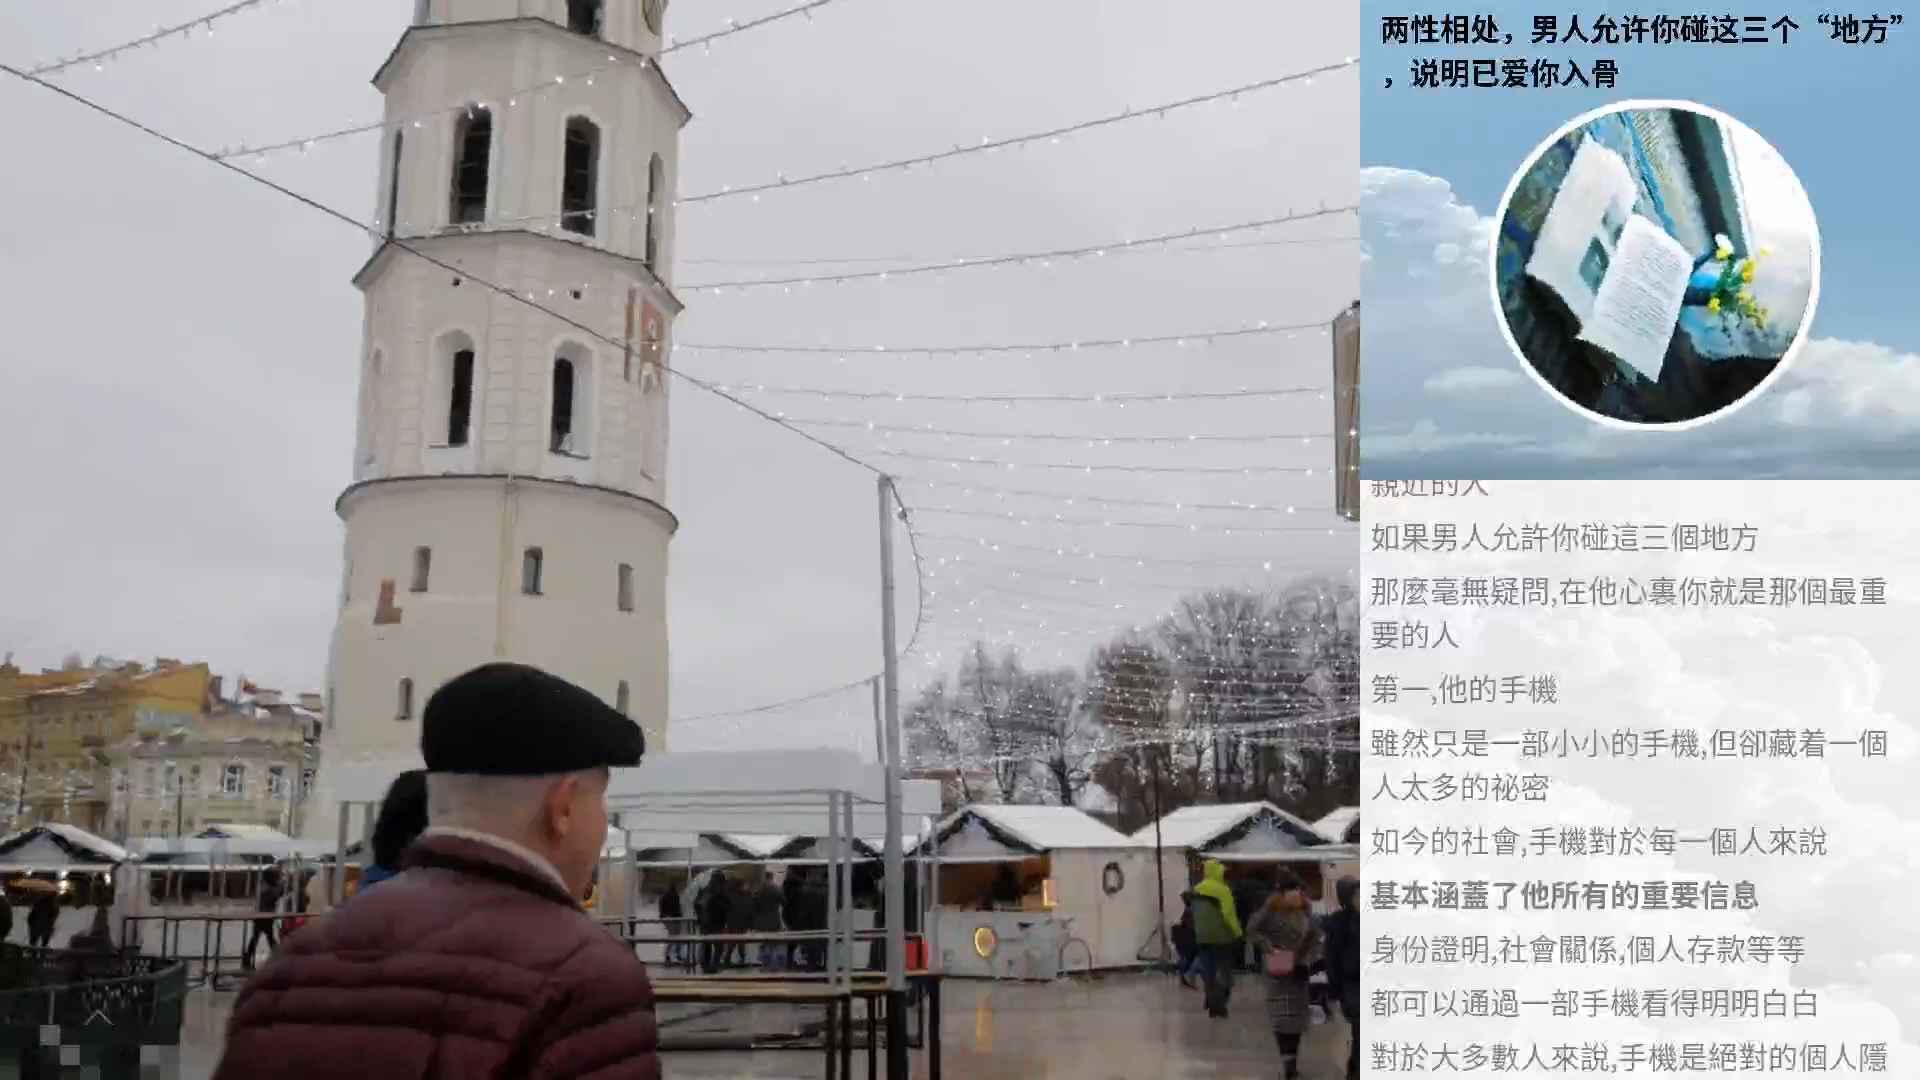 两性相处，男人允许你碰这三个“地方”
，说明已爱你入骨
親近的人
如果男人允許你碰這三個地方
那麼毫無疑問,在他心裏你就是那個最重
要的人
第一,他的手機
雖然只是一部小小的手機,但卻藏着一個
人太多的祕密
如今的社會,手機對於每一個人來說
基本涵蓋了他所有的重要信息
身份證明,社會關係,個人存款等等
都可以通過一部手機看得明明白白
對於大多數人來說,手機是絕對的個人隱